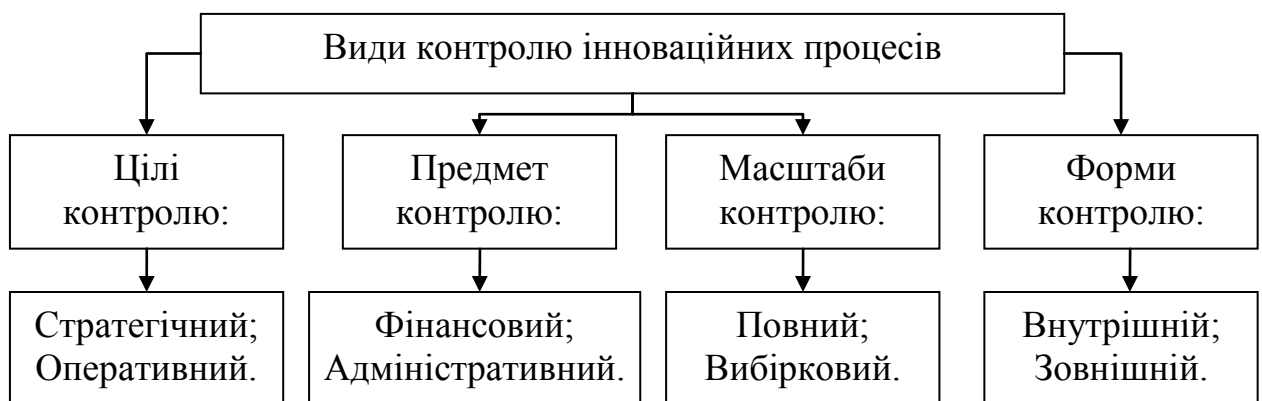 Види контролю інноваційних процесів
Цілі
контролю:
Предмет
контролю:
Масштаби
контролю:
Форми
контролю:
Стратегічний;
Оперативний.
Фінансовий;
Адміністративний.
Повний;
Вибірковий.
Внутрішній;
Зовнішній.